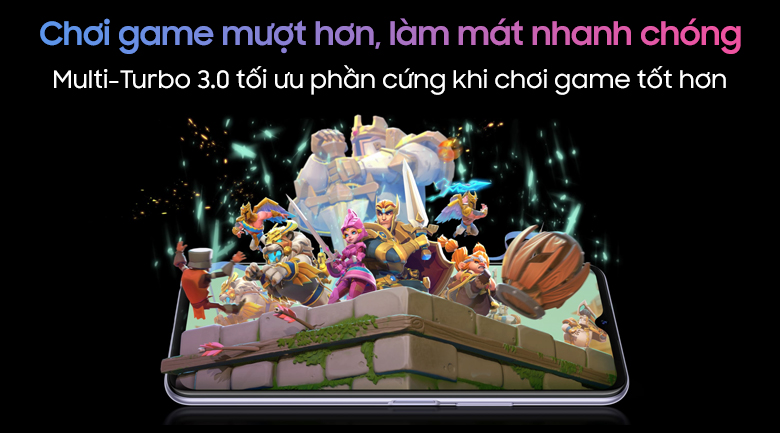 Chơi game mượt hơn, làm mát nhanh chóng
Multi-Turbo 3.0 tối ưu phần cứng khi chơi game tốt hơn